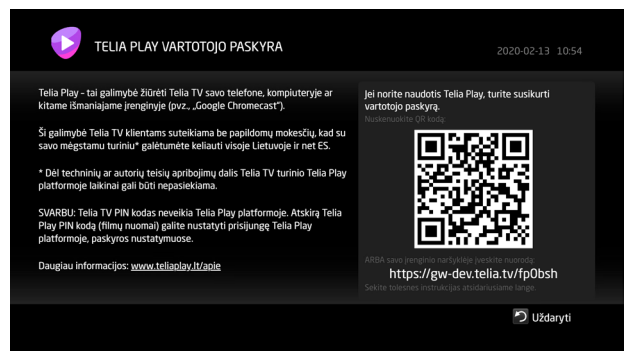 TELIA PLAY VARTOTOJO PASKYRA
2020-02-13 10:54
Telia Play – tai galimybė žiūrėti Telia TV savo telefone, kompiuteryje ar
kitame išmaniajame įrenginyje (pvz., „Google Chromecast").
Ši galimybė Telia TV klientams suteikiama be papildomų mokesčių, kad su
savo mėgstamu turiniu* galėtumėte keliauti visoje Lietuvoje ir net ES.
* Dėl techninių ar autorių teisių apribojimų dalis Telia TV turinio Telia Play
platformoje laikinai gali būti nepasiekiama.
SVARBU: Telia TV PIN kodas neveikia Telia Play platformoje. Atskirą Telia
Play PIN kodą (filmų nuomai) galite nustatyti prisijungę Telia Play
platformoje, paskyros nustatymuose.
Daugiau informacijos: www.teliaplay.lt/apie
Jei norite naudotis Telia Play, turite susikurti
vartotojo paskyrą.
Nuskenuokite QR kodą:
ARBA savo įrenginio naršyklėje įveskite nuorodą:
https://gw-dev.telia.tv/fp0bsh
Sekite tolesnes instrukcijas atsidariusiame lange.
Uždaryti